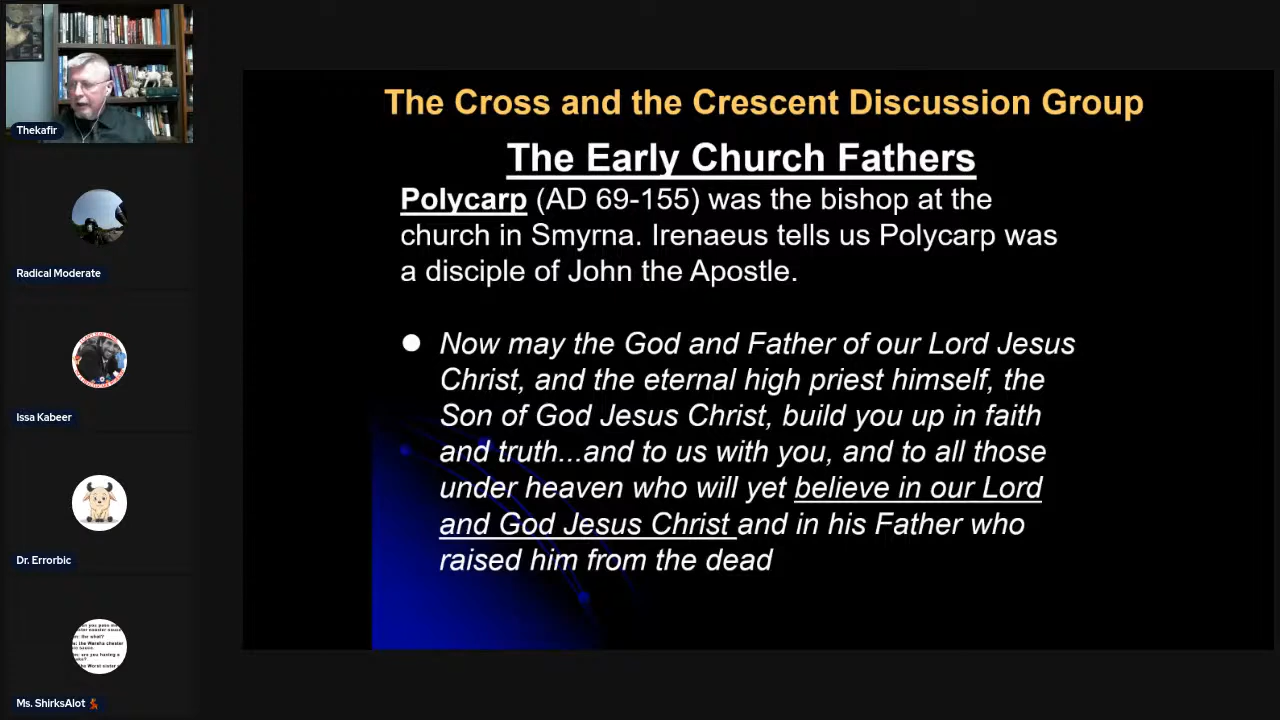 The Cross and the Crescent Discussion Group
The Early Church Fathers
Polycarp (AD 69-155) was the bishop at the
church in Smyrna. Irenaeus tells us Polycarp was
a disciple of John the Apostle.
Now may the God and Father of our Lord Jesus
Christ, and the eternal high priest himself, the
Son of God Jesus Christ, build you up in faith
and truth...and to us with you, and to all those
under heaven who will yet believe in our Lord
and God Jesus Christ and in his Father who
raised him from the dead
Thekafir
Radical Moderate
Issa Kabeer
Dr. Errorbic
Ms. ShirksAlot